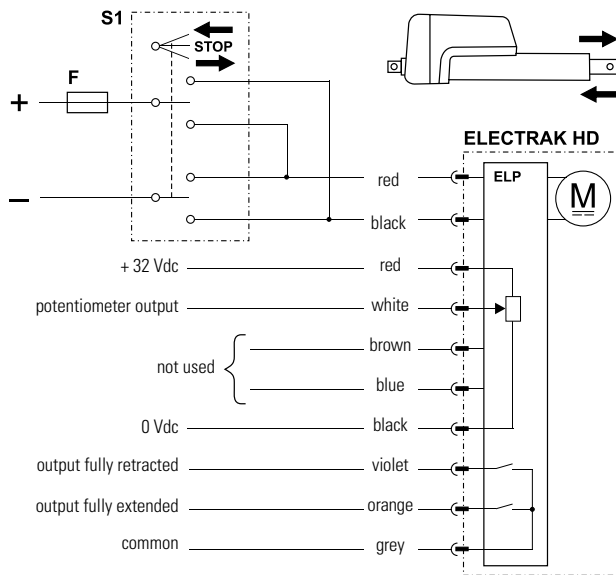 S1
STOP
F
+
–
ELECTRAK HD
ELP
M
red
black
+ 32 Vdc red
potentiometer output white
not used
brown
blue
0 Vdc black
output fully retracted violet
output fully extended orange
common grey